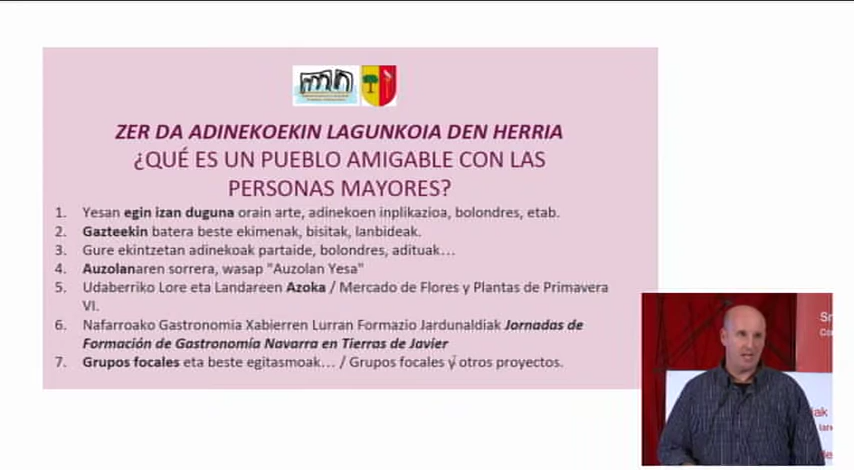 ZER DA ADINEKOEKIN LAGUNKOIA DEN HERRIA
¿QUÉ ES UN PUEBLO AMIGABLE CON LAS
PERSONAS MAYORES?
1. Yesan egin izan duguna orain arte, adinekoen inplikazioa, bolondres, etab.
2. Gazteekin batera beste ekimenak, bisitak, lanbideak.
3. Gure ekintzetan adinekoak partaide, bolondres, adituak...
4. Auzolanaren sorrera, wasap "Auzolan Yesa"
5. Udaberriko Lore eta Landareen Azoka / Mercado de Flores y Plantas de Primavera
VI.
6. Nafarroako Gastronomia Xabierren Lurran Formazio Jardunaldiak Jornadas de
Formación de Gastronomía Navarra en Tierras de Javier
7. Grupos focales eta beste egitasmoak... / Grupos focales y otros proyectos.